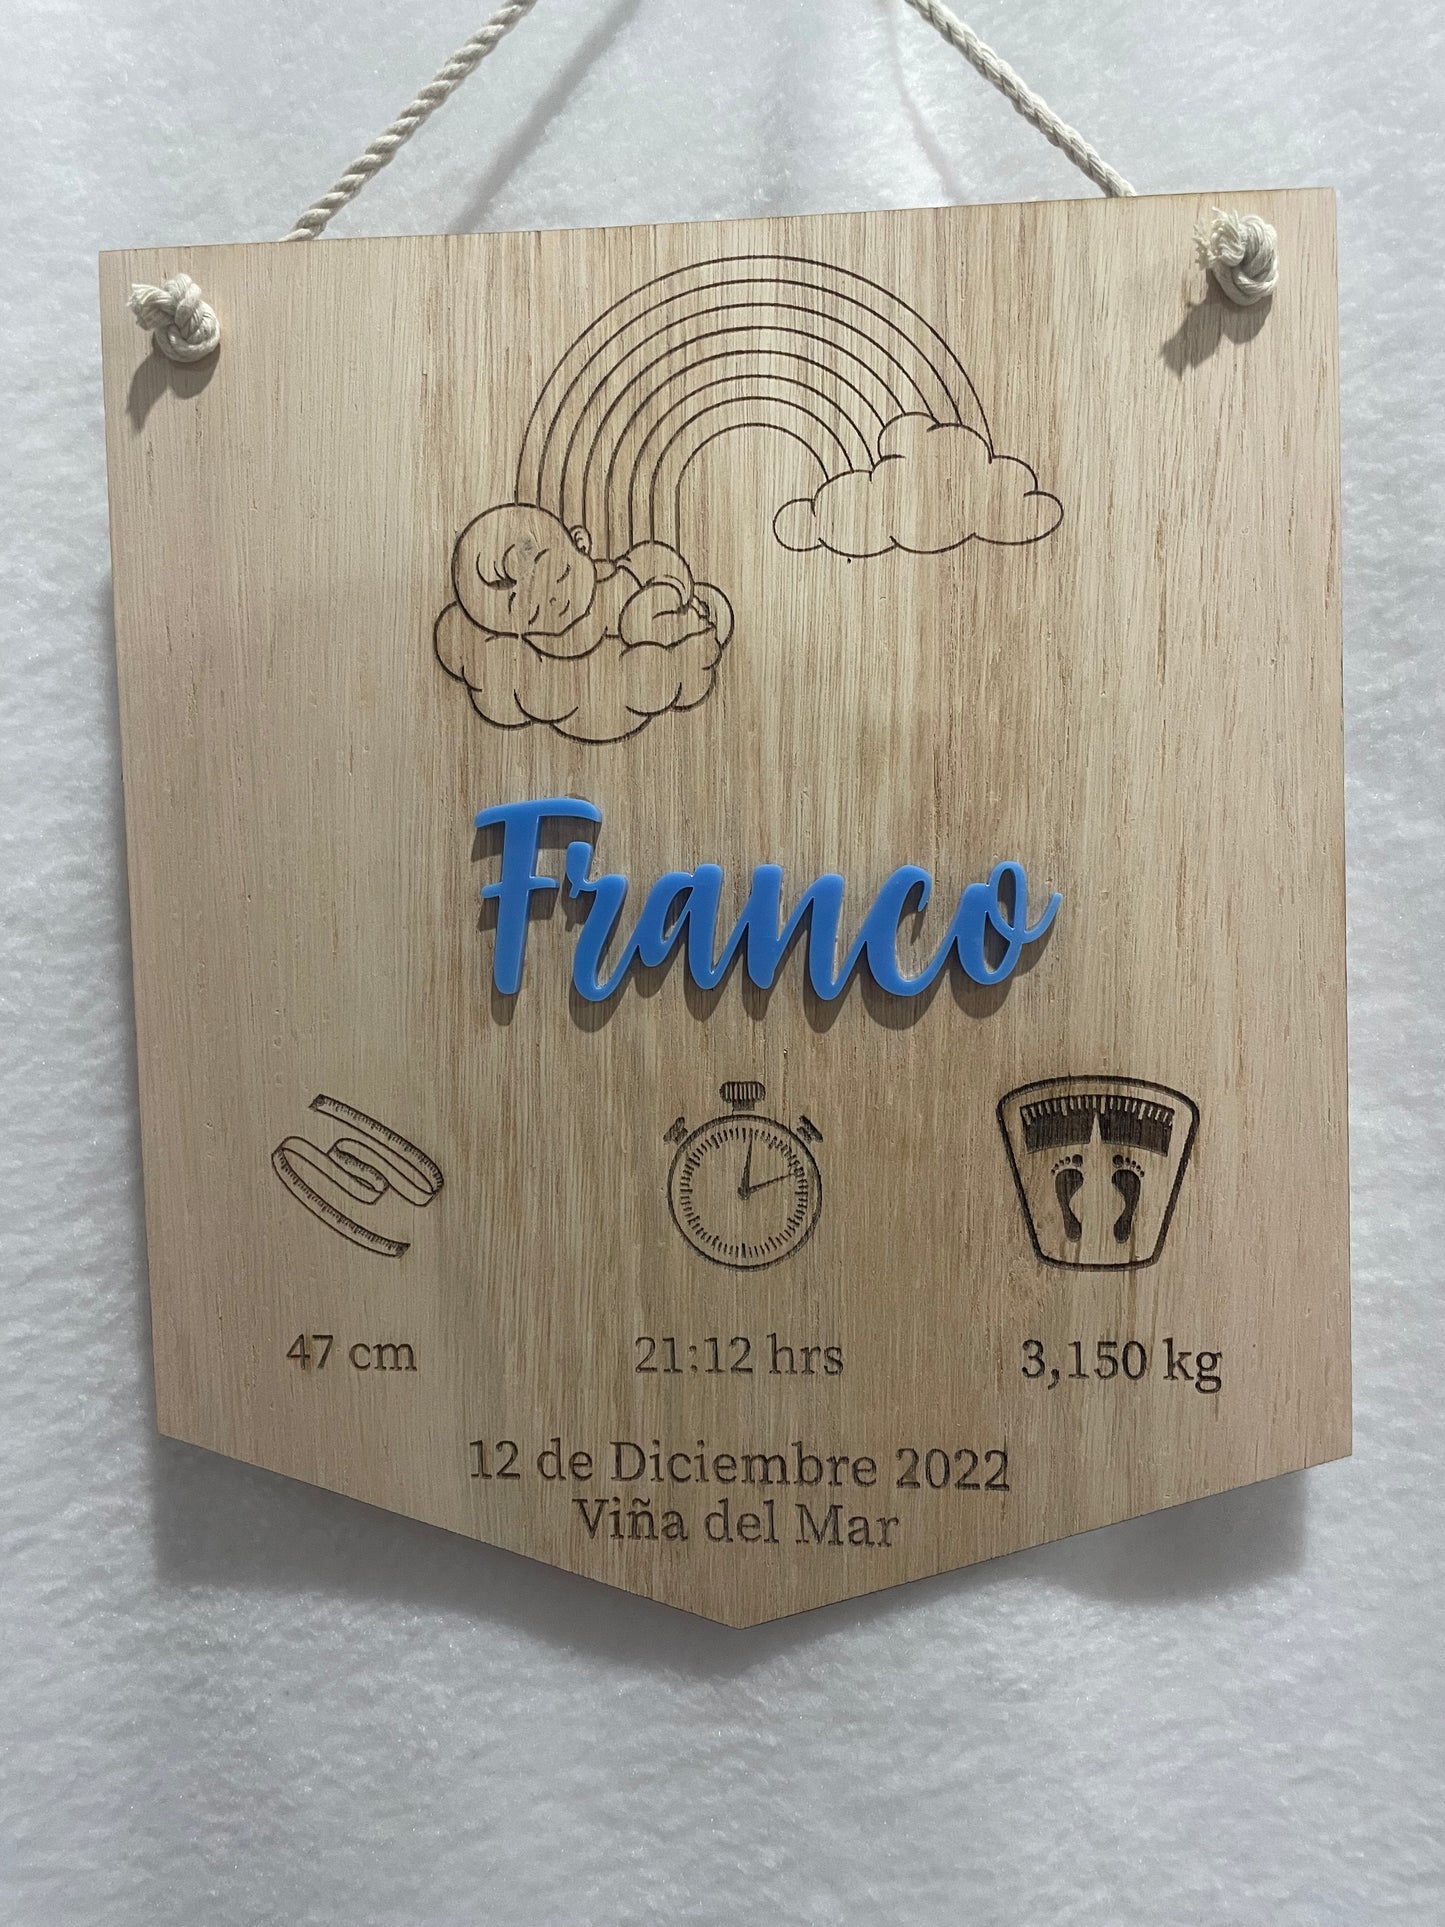 Franco
47 cm 21:12 hrs 3,150 kg
12 de Diciembre 2022
Viña del Mar